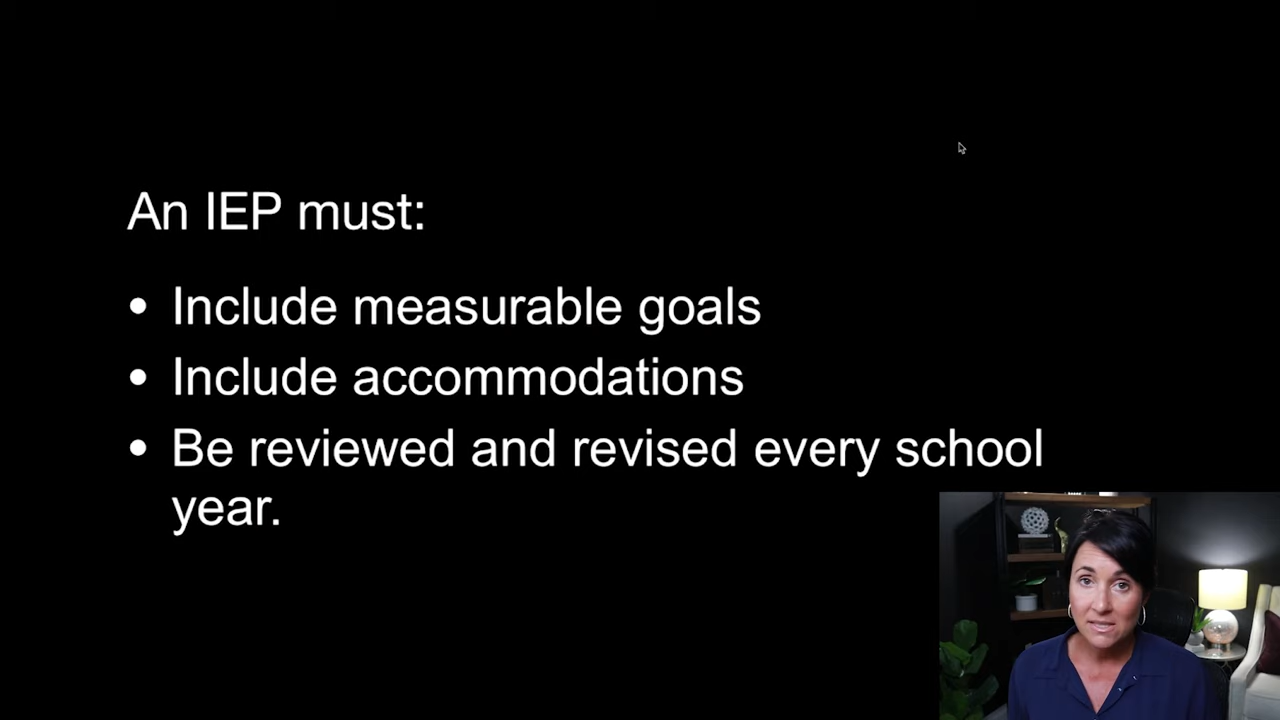 An IEP must:
• Include measurable goals
• Include accommodations
• Be reviewed and revised every school
year.